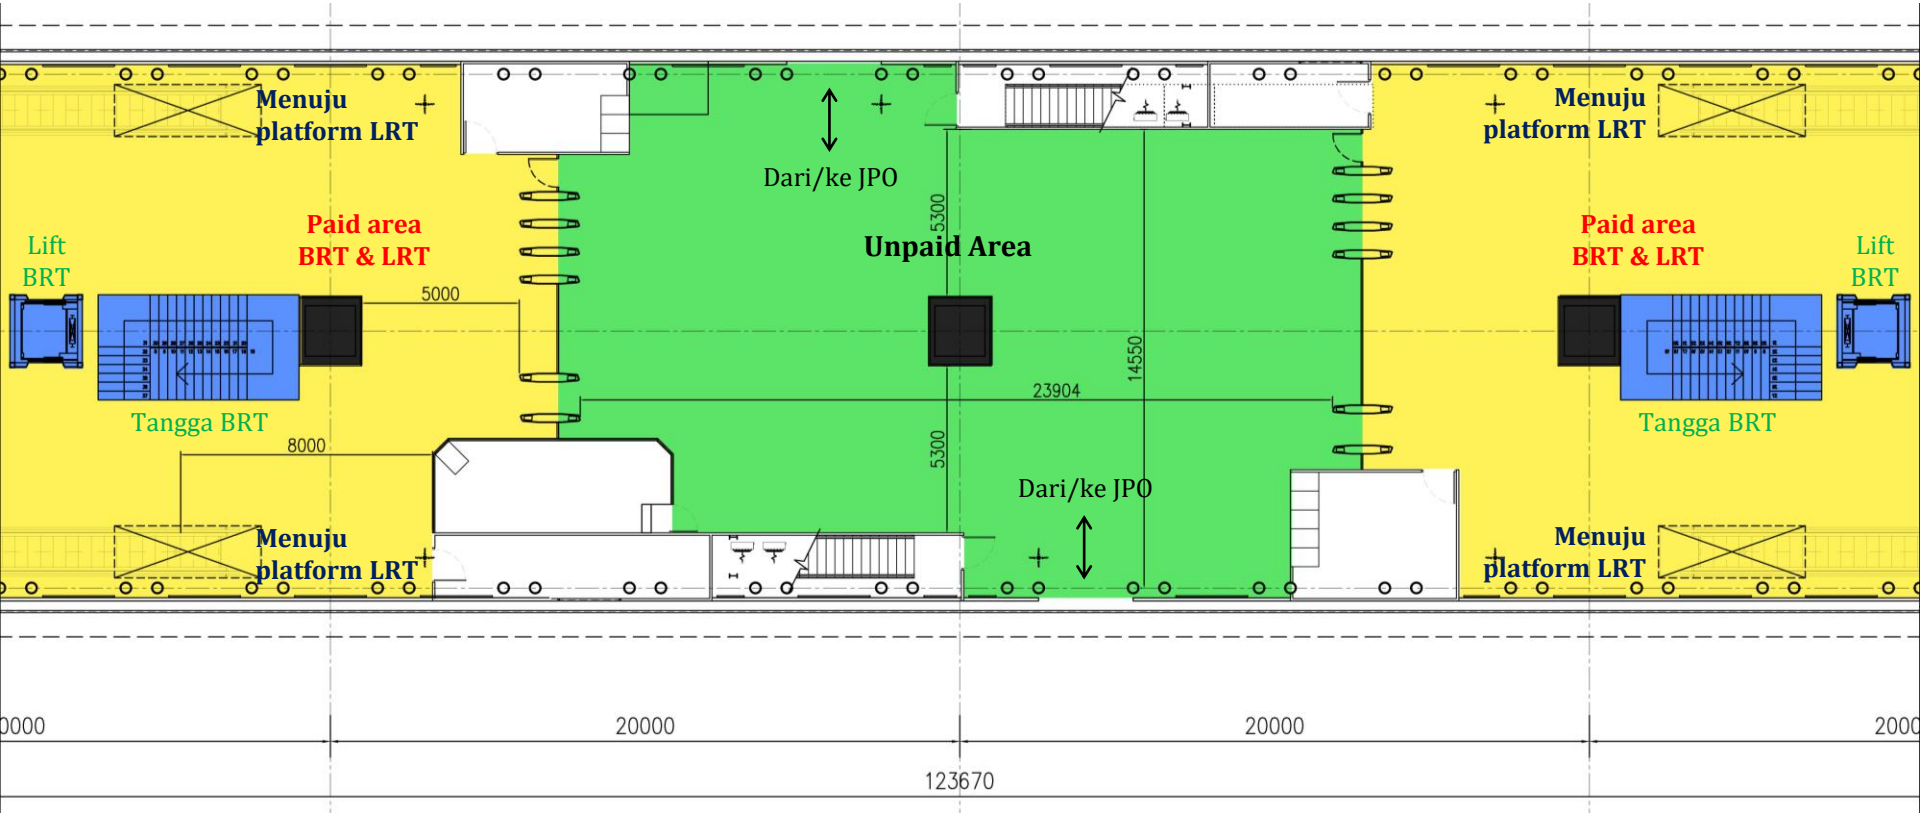 Menuju
platform LRT
Dari/ke JPO
Menuju
platform LRT
Paid area
BRT & LRT
5300
Unpaid Area
Paid area
BRT & LRT
Lift
BRT
Lift
BRT
5000
14550
23904
Tangga BRT
Tangga BRT
8000
5300
Dari/ke JPO
Menuju
platform LRT
Menuju
platform LRT
0000
20000
20000
2000
123670